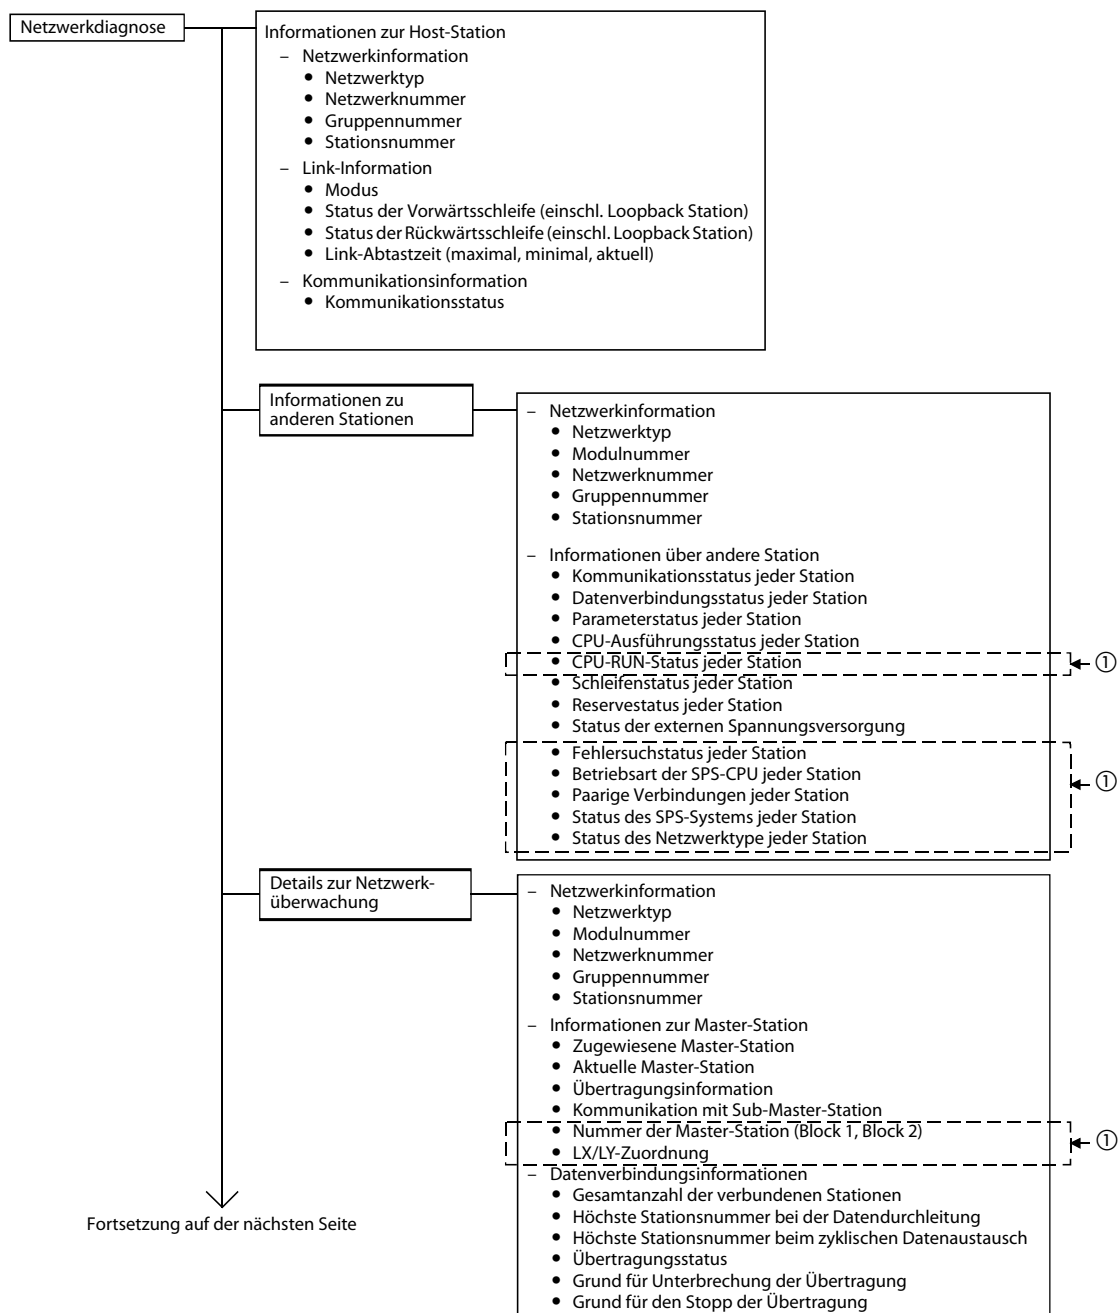 Netzwerkdiagnose
Informationen zur Host-Station
– Netzwerkinformation
• Netzwerktyp
• Netzwerknummer
• Gruppennummer
• Stationsnummer
– Link-Information
• Modus
• Status der Vorwärtsschleife (einschl. Loopback Station)
• Status der Rückwärtsschleife (einschl. Loopback Station)
• Link-Abtastzeit (maximal, minimal, aktuell)
– Kommunikationsinformation
• Kommunikationsstatus
Informationen zu
anderen Stationen
– Netzwerkinformation
• Netzwerktyp
• Modulnummer
• Netzwerknummer
• Gruppennummer
• Stationsnummer
– Informationen über andere Station
• Kommunikationsstatus jeder Station
• Datenverbindungsstatus jeder Station
• Parameterstatus jeder Station
• CPU-Ausführungsstatus jeder Station
• CPU-RUN-Status jeder Station
①
• Schleifenstatus jeder Station
• Reservestatus jeder Station
• Status der externen Spannungsversorgung
• Fehlersuchstatus jeder Station
• Betriebsart der SPS-CPU jeder Station
①
• Paarige Verbindungen jeder Station
• Status des SPS-Systems jeder Station
• Status des Netzwerktype jeder Station
Details zur Netzwerk-
überwachung
– Netzwerkinformation
• Netzwerktyp
• Modulnummer
• Netzwerknummer
• Gruppennummer
• Stationsnummer
– Informationen zur Master-Station
• Zugewiesene Master-Station
• Aktuelle Master-Station
• Übertragungsinformation
• Kommunikation mit Sub-Master-Station
• Nummer der Master-Station (Block 1, Block 2)
①
• LX/LY-Zuordnung
– Datenverbindungsinformationen
• Gesamtanzahl der verbundenen Stationen
• Höchste Stationsnummer bei der Datendurchleitung
• Höchste Stationsnummer beim zyklischen Datenaustausch
• Übertragungsstatus
• Grund für Unterbrechung der Übertragung
• Grund für den Stopp der Übertragung
Fortsetzung auf der nächsten Seite